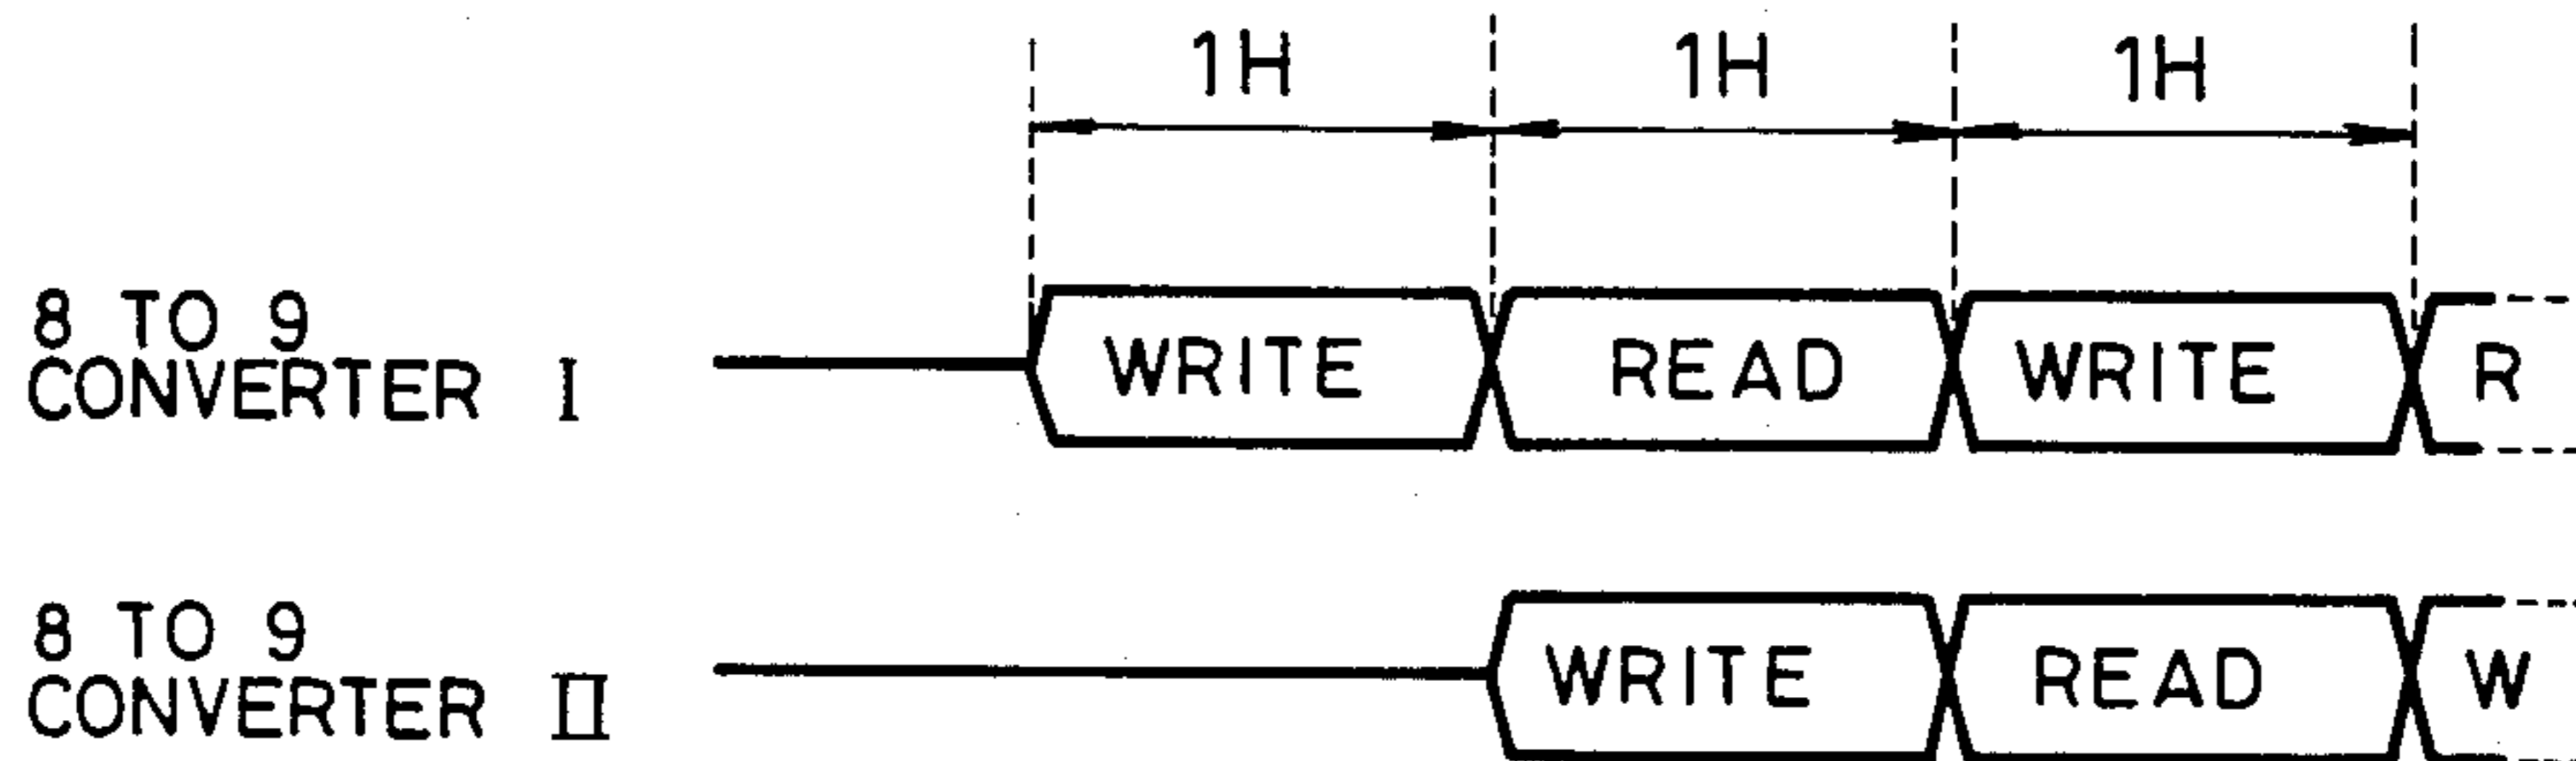 1H 1H 1H
8 TO 9
CONVERTER I
WRITE READ WRITE R
8 TO 9
CONVERTER II
WRITE READ W